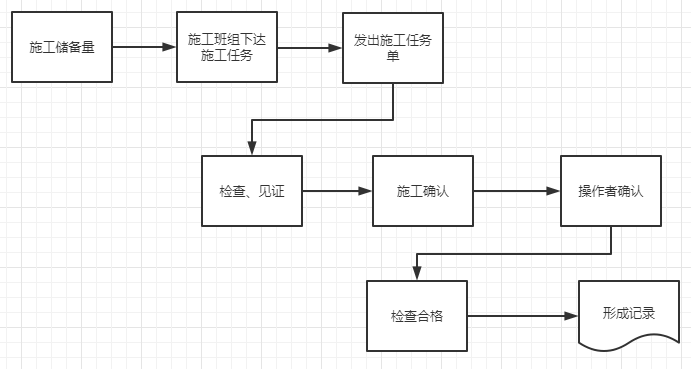 施工储备量
施工班组下达
施工任务
发出施工任务
单
检查、见证
施工确认
操作者确认
检查合格
形成记录